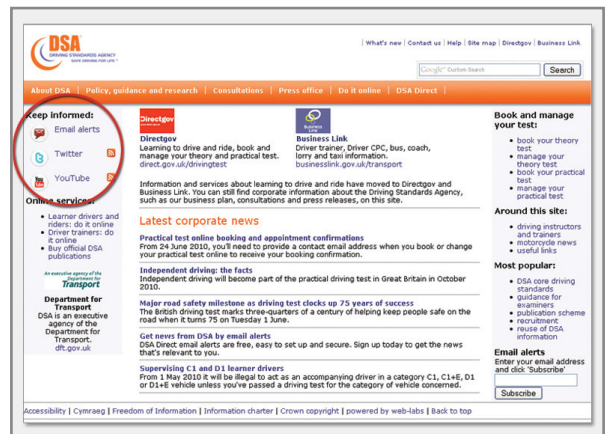 DSA
DRIVING STANDARDS AGENCY
SAFE DRIVING FOR LIFE
What's new | Contact us | Help | Site map | Directgov | Business Link
Google™ Custom Search
Search
About DSA | Policy, guidance and research | Consultations | Press office | Do it online | DSA Direct |
Keep informed:
Email alerts
Twitter
YouTube
Online services:
Learner drivers and
riders: do it online
Driver trainers: do
it online
Buy official DSA
publications
An executive agency of the
Department for
Transport
Department for
Transport
DSA is an executive
agency of the
Department for
Transport.
dft.gov.uk
Directgov
Directgov
Learning to drive and ride, book and
manage your theory and practical test.
direct.gov.uk/drivingtest
Business
Link
Business Link
Driver trainer, Driver CPC, bus, coach,
lorry and taxi information.
businesslink.gov.uk/transport
Information and services about learning to drive and ride have moved to Directgov and
Business Link. You can still find corporate information about the Driving Standards Agency,
such as our business plan, consultations and press releases, on this site.
Latest corporate news
Practical test online booking and appointment confirmations
From 24 June 2010, you'll need to provide a contact email address when you book or change
your practical test online to receive your booking confirmation.
Independent driving: the facts
Independent driving will become part of the practical driving test in Great Britain in October
2010.
Major road safety milestone as driving test clocks up 75 years of success
The British driving test marks three-quarters of a century of helping keep people safe on the
road when it turns 75 on Tuesday 1 June.
Get news from DSA by email alerts
DSA Direct email alerts are free, easy to set up and secure. Sign up today to get the news
that's relevant to you.
Supervising C1 and D1 learner drivers
From 1 May 2010 it will be illegal to act as an accompanying driver in a category C1, C1+E, D1
or D1+E vehicle unless you've passed a driving test for the category of vehicle concerned.
Book and manage
your test:
book your theory
test
manage your
theory test
book your practical
test
manage your
practical test
Around this site:
driving instructors
and trainers
motorcycle news
useful links
Most popular:
DSA core driving
standards
guidance for
examiners
publication scheme
recruitment
reuse of DSA
information
Email alerts
Enter your email address
and click 'Subscribe'
Subscribe
Accessibility | Cymraeg | Freedom of Information | Information charter | Crown copyright | powered by web-labs | Back to top